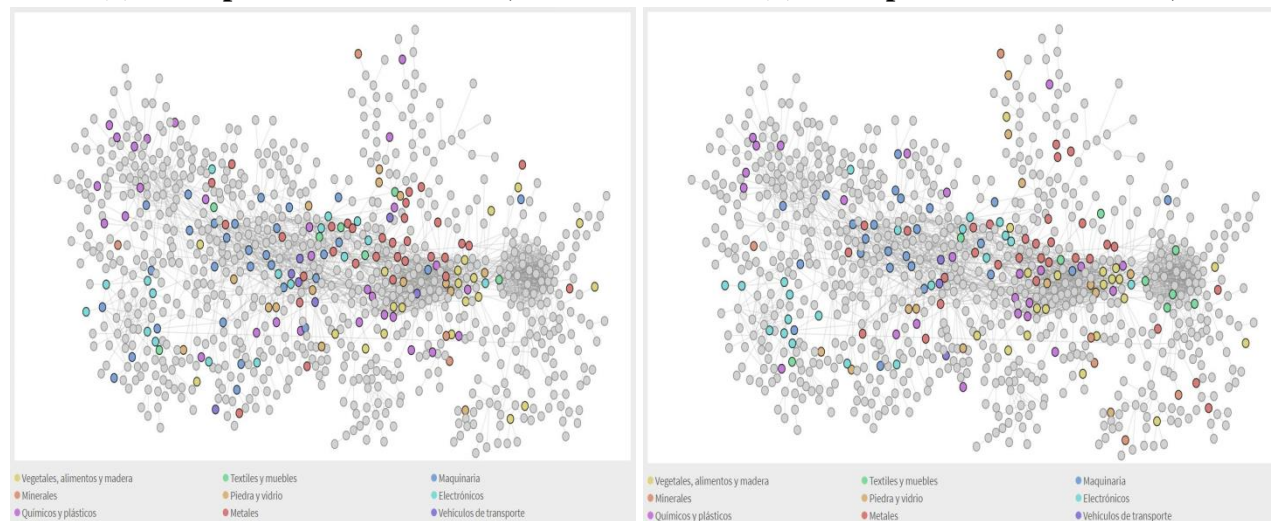 Vegetales, alimentos y madera
Textiles y muebles
Maquinaria
Minerales
Piedra y vidrio
Electrónicos
Químicos y plásticos
Metales
Vehículos de transporte
Vegetales, alimentos y madera
Textiles y muebles
Maquinaria
Minerales
Piedra y vidrio
Electrónicos
Químicos y plásticos
Metales
Vehículos de transporte